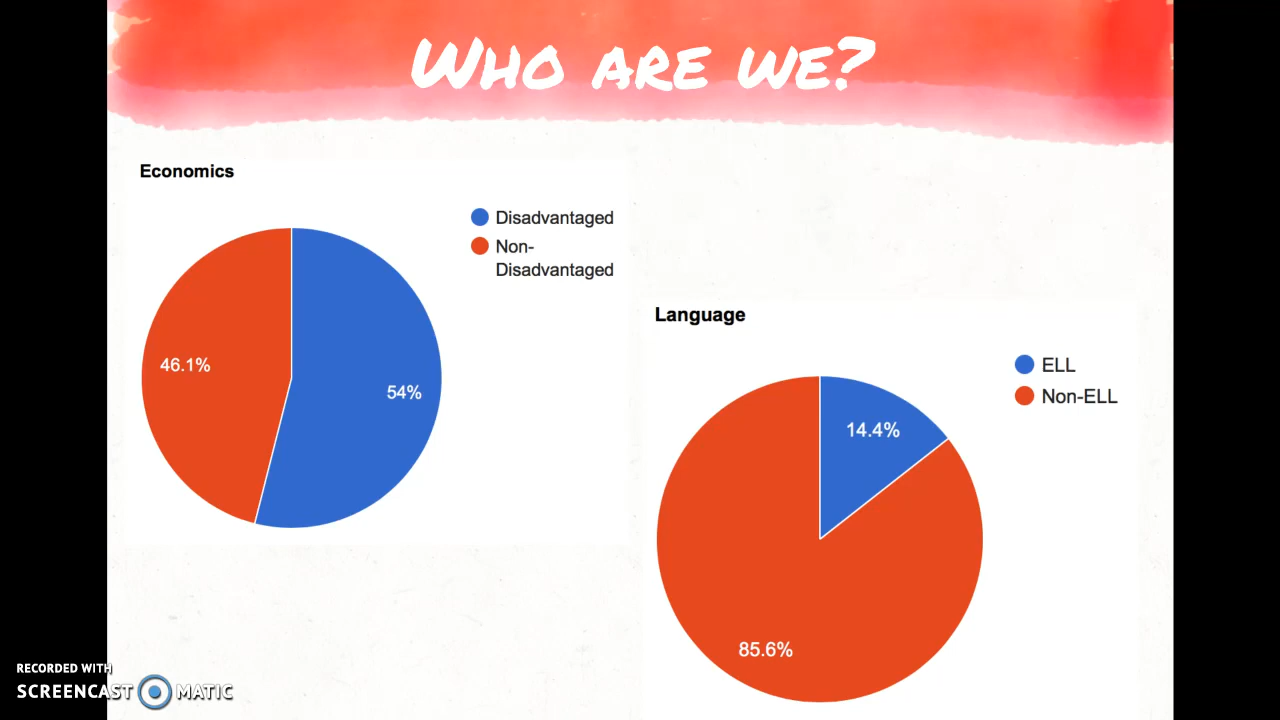 WHO ARE WE?
Economics
Disadvantaged
Non-
Disadvantaged
46.1%
54%
Language
ELL
Non-ELL
14.4%
85.6%
RECORDED WITH
SCREENCAST MATIC